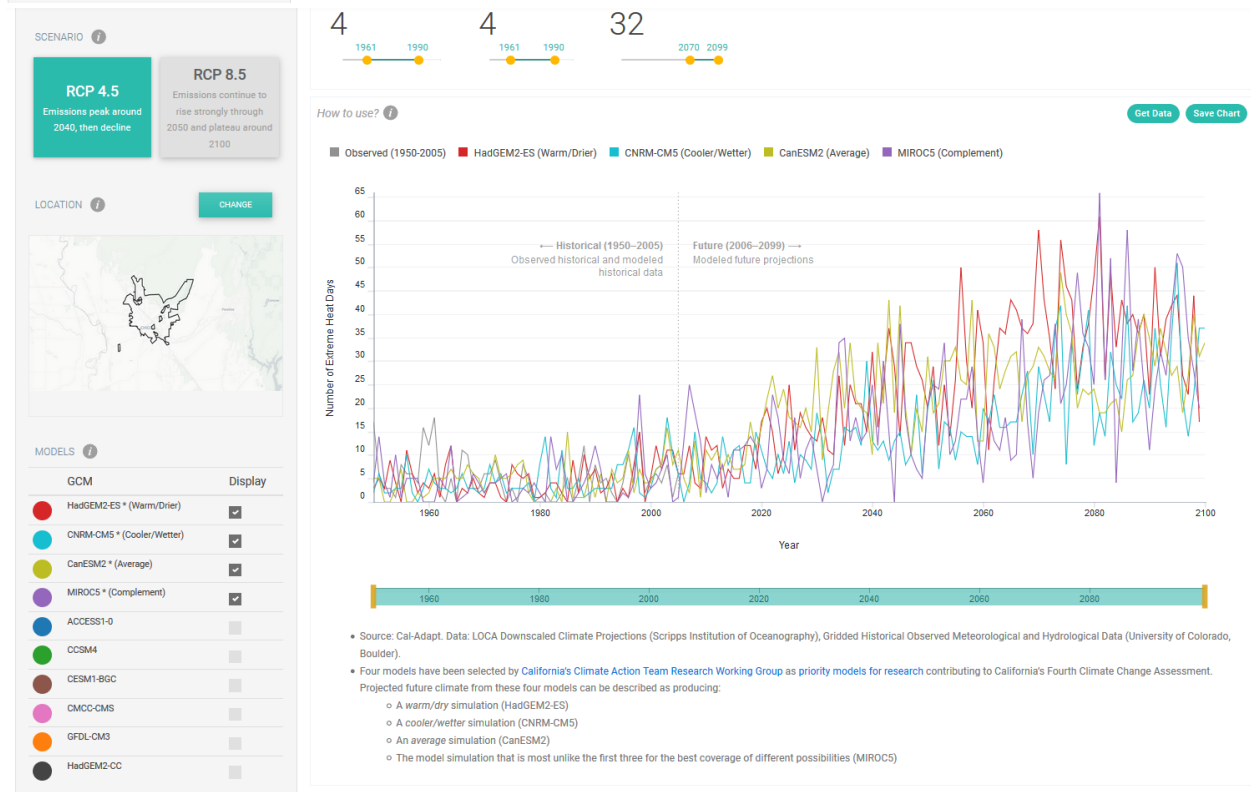 SCENARIO
RCP 4.5
Emissions peak around
2040, then decline
RCP 8.5
Emissions continue to
rise strongly through
2050 and plateau around
2100
LOCATION
CHANGE
MODELS
GCM Display
HadGEM2-ES * (Warm/Drier)
CNRM-CM5 * (Cooler/Wetter)
CanESM2 * (Average)
MIROC5 * (Complement)
ACCESS1-0
CCSM4
CESM1-BGC
CMCC-CMS
GFDL-CM3
HadGEM2-CC
4
1961 1990
4
1961 1990
32
2070 2099
How to use?
Get Data
Save Chart
Observed (1950-2005) HadGEM2-ES (Warm/Drier) CNRM-CM5 (Cooler/Wetter) CanESM2 (Average) MIROC5 (Complement)
Number of Extreme Heat Days
65
60
55
50
45
40
35
30
25
20
15
10
5
0
← Historical (1950–2005)
Observed historical and modeled
historical data
Future (2006–2099) →
Modeled future projections
1960 1980 2000 2020 2040 2060 2080 2100
Year
1960 1980 2000 2020 2040 2060 2080
• Source: Cal-Adapt. Data: LOCA Downscaled Climate Projections (Scripps Institution of Oceanography), Gridded Historical Observed Meteorological and Hydrological Data (University of Colorado,
Boulder).
• Four models have been selected by California's Climate Action Team Research Working Group as priority models for research contributing to California's Fourth Climate Change Assessment.
Projected future climate from these four models can be described as producing:
○ A warm/dry simulation (HadGEM2-ES)
○ A cooler/wetter simulation (CNRM-CM5)
○ An average simulation (CanESM2)
○ The model simulation that is most unlike the first three for the best coverage of different possibilities (MIROC5)